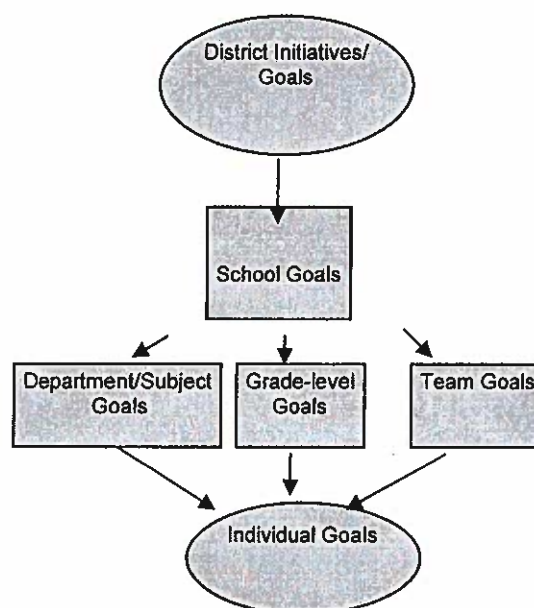 District Initiatives/
Goals
School Goals
Department/Subject
Goals
Grade-level
Goals
Team Goals
Individual Goals